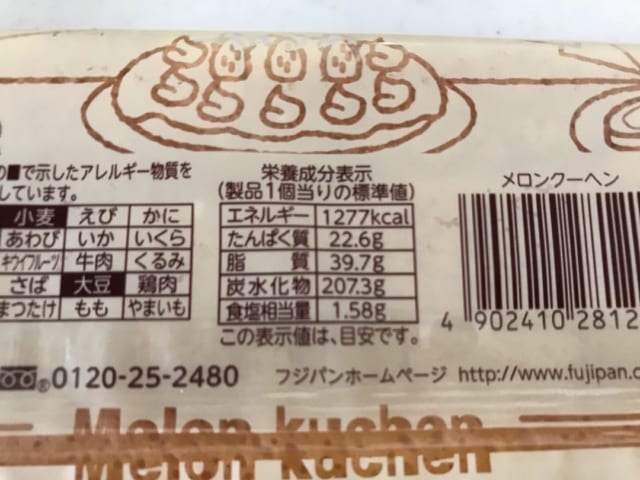 の■で示したアレルギー物質を
しています。
小麦 えび かに
あわび いか いくら
キウイフルーツ 牛肉 くるみ
さば 大豆 鶏肉
まつたけ もも やまいも
栄養成分表示
(製品1個当りの標準値)
エネルギー 1277kcal
たんぱく質 22.6g
脂 質 39.7g
炭水化物 207.3g
食塩相当量 1.58g
この表示値は、目安です。
メロンクーヘン
4 902410 2812
®0120-25-2480 フジパンホームページ http://www.fujipan.c
Melon kuchen
Melon kuchen